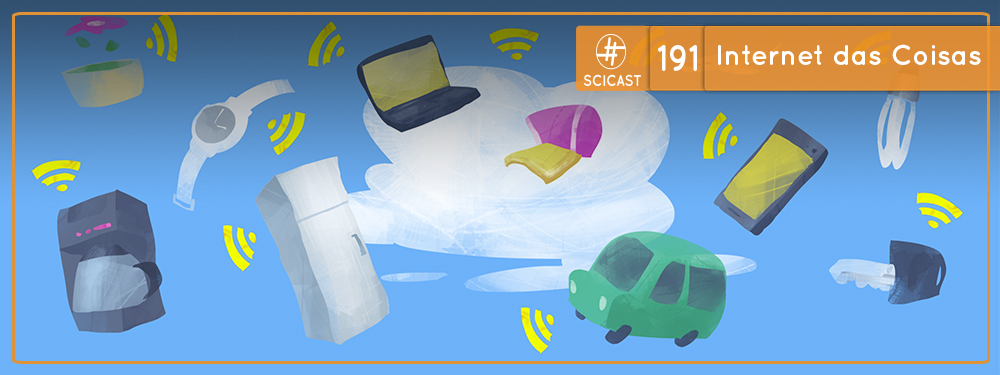 #
SCICAST
191
Internet das Coisas